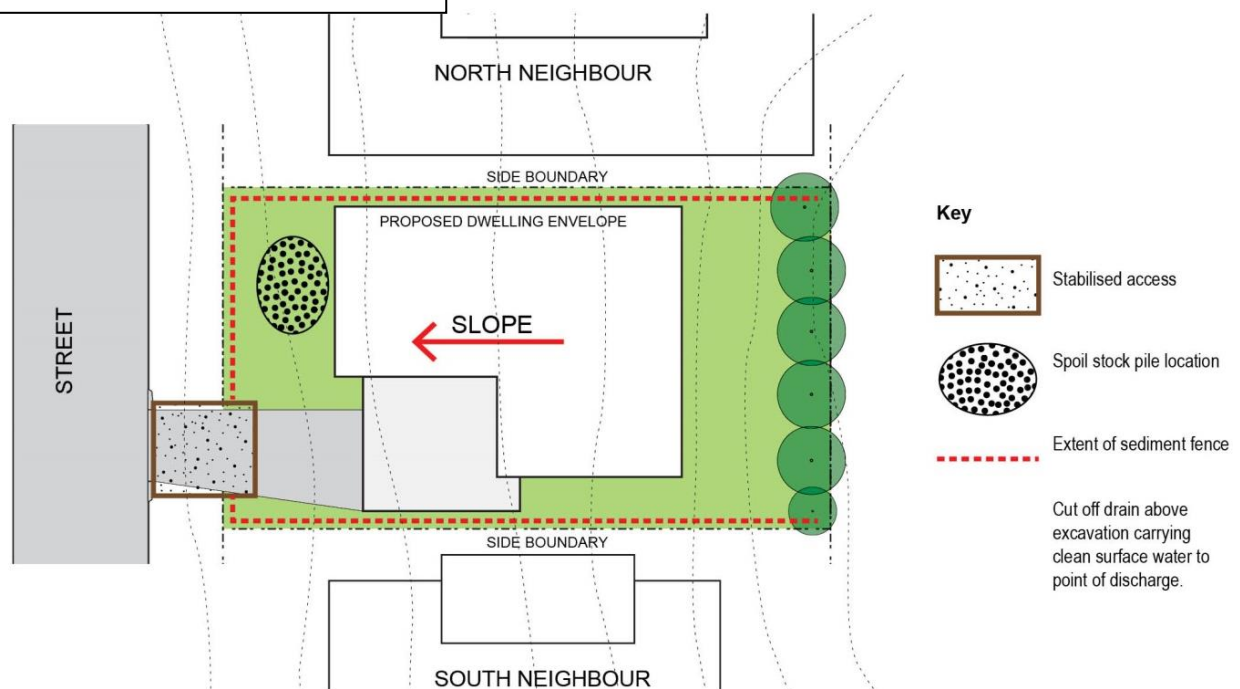 NORTH NEIGHBOUR
SIDE BOUNDARY
PROPOSED DWELLING ENVELOPE
SLOPE
STREET
SIDE BOUNDARY
SOUTH NEIGHBOUR
Key
Stabilised access
Spoil stock pile location
Extent of sediment fence
Cut off drain above
excavation carrying
clean surface water to
point of discharge.